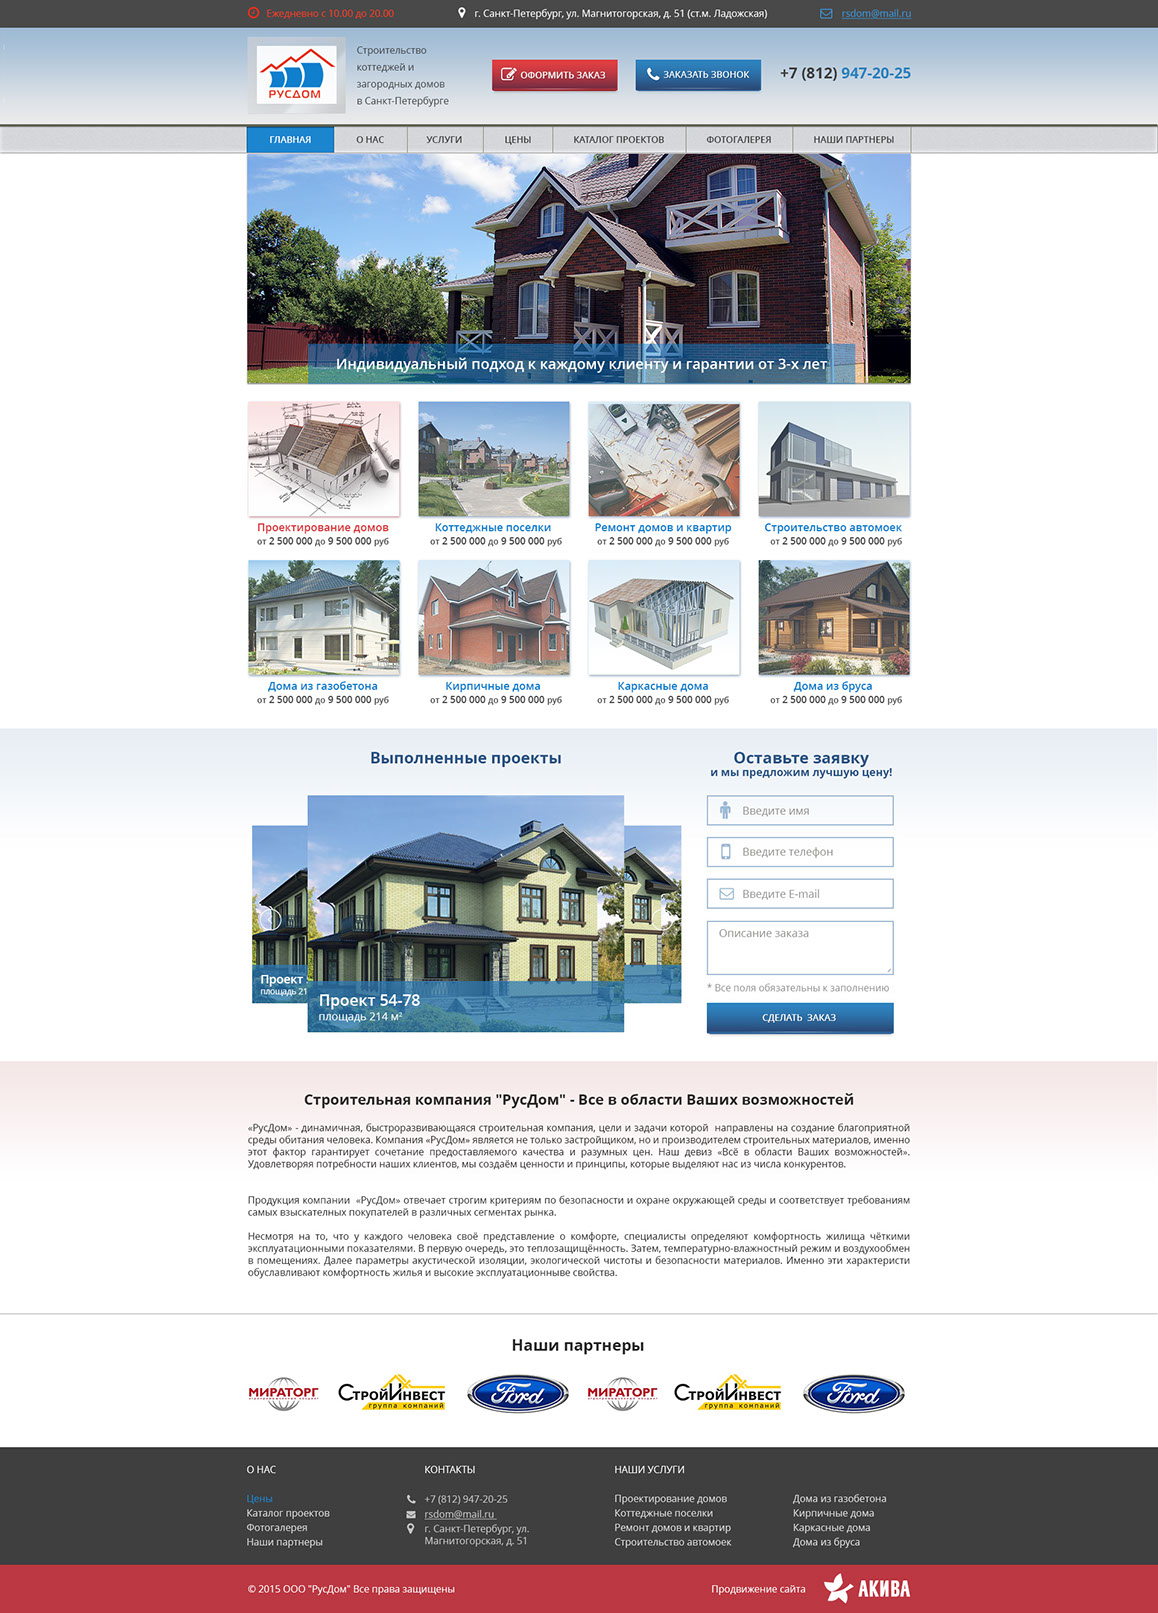 Ежедневно с 10.00 до 20.00
г. Санкт-Петербург, ул. Магнитогорская, д. 51 (ст.м. Ладожская)
rsdom@mail.ru
РУСДОМ
Строительство
коттеджей и
загородных домов
в Санкт-Петербурге
ОФОРМИТЬ ЗАКАЗ
ЗАКАЗАТЬ ЗВОНОК
+7 (812) 947-20-25
ГЛАВНАЯ
О НАС
УСЛУГИ
ЦЕНЫ
КАТАЛОГ ПРОЕКТОВ
ФОТОГАЛЕРЕЯ
НАШИ ПАРТНЕРЫ
Индивидуальный подход к каждому клиенту и гарантии от 3-х лет
Проектирование домов
от 2 500 000 до 9 500 000 руб
Коттеджные поселки
от 2 500 000 до 9 500 000 руб
Ремонт домов и квартир
от 2 500 000 до 9 500 000 руб
Строительство автомоек
от 2 500 000 до 9 500 000 руб
Дома из газобетона
от 2 500 000 до 9 500 000 руб
Кирпичные дома
от 2 500 000 до 9 500 000 руб
Каркасные дома
от 2 500 000 до 9 500 000 руб
Дома из бруса
от 2 500 000 до 9 500 000 руб
Выполненные проекты
Проект
площадь 21
Проект 54-78
площадь 214 м²
Оставьте заявку
и мы предложим лучшую цену!
Введите имя
Введите телефон
Введите E-mail
Описание заказа
* Все поля обязательны к заполнению
СДЕЛАТЬ ЗАКАЗ
Строительная компания "РусДом" - Все в области Ваших возможностей
«РусДом» - динамичная, быстроразвивающаяся строительная компания, цели и задачи которой направлены на создание благоприятной
среды обитания человека. Компания «РусДом» является не только застройщиком, но и производителем строительных материалов, именно
этот фактор гарантирует сочетание предоставляемого качества и разумных цен. Наш девиз «Всё в области Ваших возможностей».
Удовлетворяя потребности наших клиентов, мы создаём ценности и принципы, которые выделяют нас из числа конкурентов.
Продукция компании «РусДом» отвечает строгим критериям по безопасности и охране окружающей среды и соответствует требованиям
самых взыскателных покупателей в различных сегментах рынка.
Несмотря на то, что у каждого человека своё представление о комфорте, специалисты определяют комфортность жилища чёткими
эксплуатационными показателями. В первую очередь, это теплозащищённость. Затем, температурно-влажностный режим и воздухообмен
в помещениях. Далее параметры акустической изоляции, экологической чистоты и безопасности материалов. Именно эти характеристи
обуславливают комфортность жилья и высокие эксплуатационные свойства.
Наши партнеры
МИРАТОРГ
СтройИнвест
группа компаний
Ford
МИРАТОРГ
СтройИнвест
группа компаний
Ford
О НАС
Цены
Каталог проектов
Фотогалерея
Наши партнеры
КОНТАКТЫ
+7 (812) 947-20-25
rsdom@mail.ru
г. Санкт-Петербург, ул.
Магнитогорская, д. 51
НАШИ УСЛУГИ
Проектирование домов
Коттеджные поселки
Ремонт домов и квартир
Строительство автомоек
Дома из газобетона
Кирпичные дома
Каркасные дома
Дома из бруса
© 2015 ООО "РусДом" Все права защищены
Продвижение сайта
АКИВА